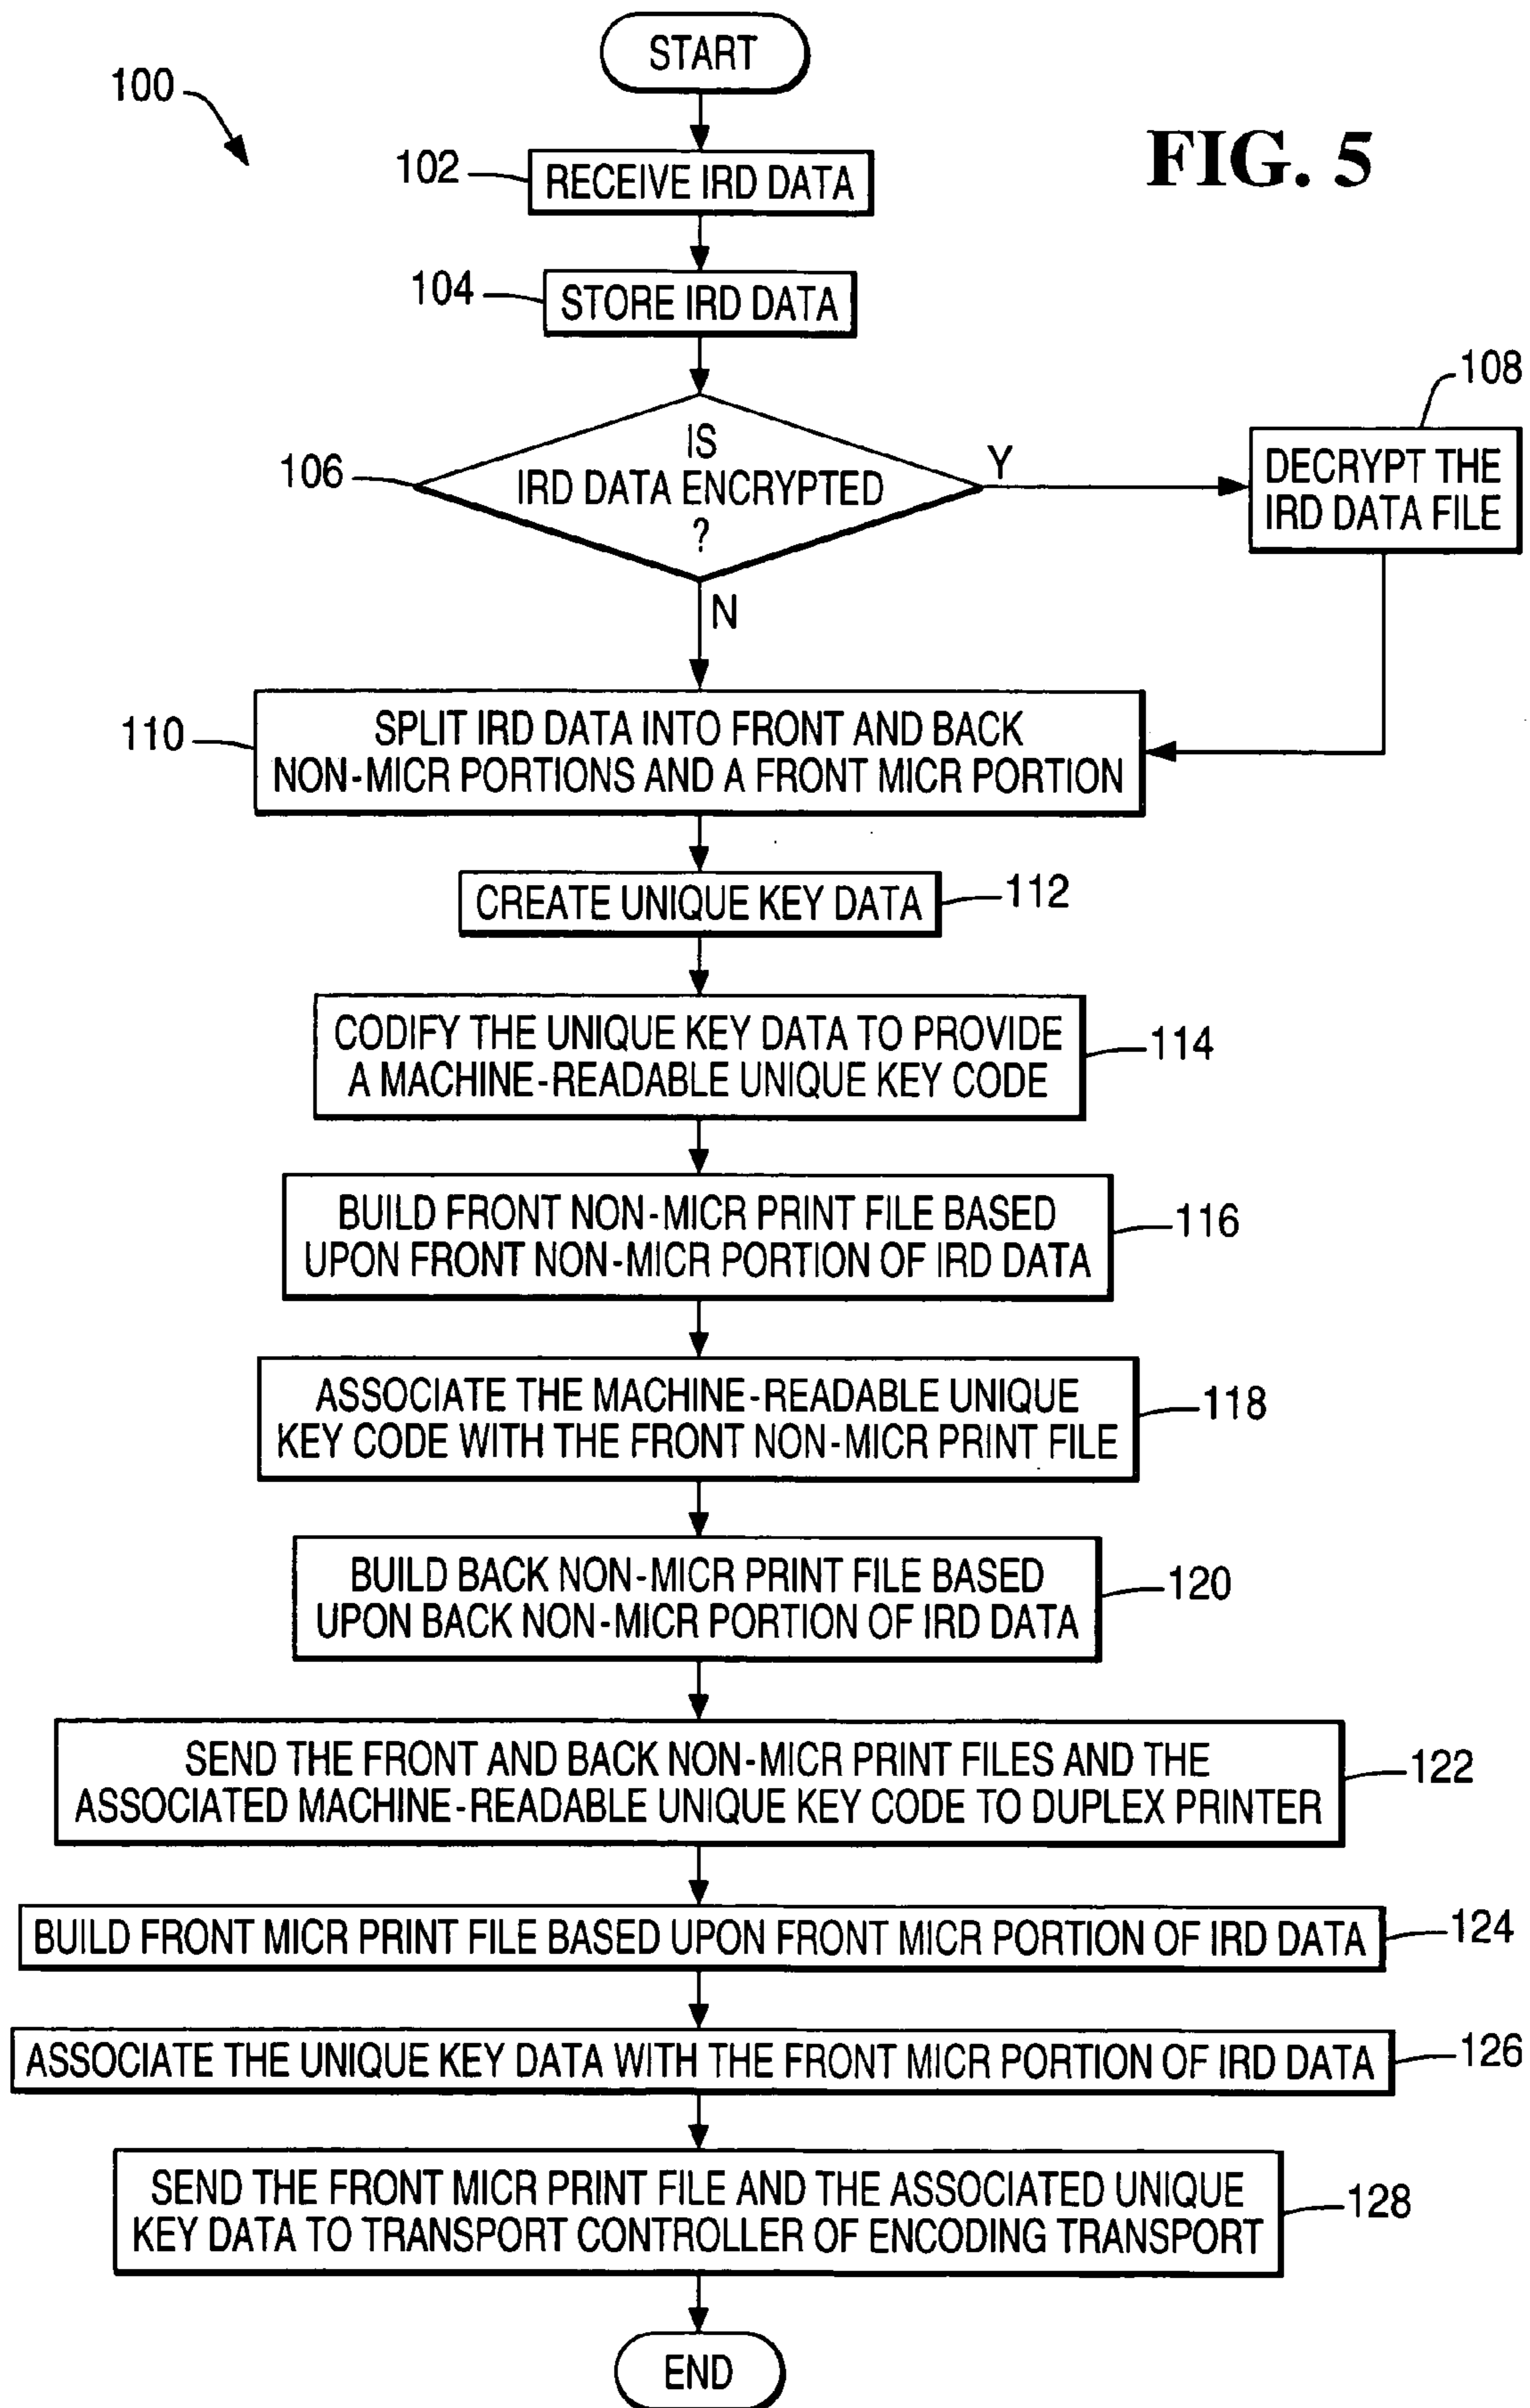 START
100
FIG. 5
102
RECEIVE IRD DATA
104
STORE IRD DATA
108
IS
IRD DATA ENCRYPTED
?
106
Y
DECRYPT THE
IRD DATA FILE
N
110
SPLIT IRD DATA INTO FRONT AND BACK
NON-MICR PORTIONS AND A FRONT MICR PORTION
CREATE UNIQUE KEY DATA
112
CODIFY THE UNIQUE KEY DATA TO PROVIDE
A MACHINE-READABLE UNIQUE KEY CODE
114
BUILD FRONT NON-MICR PRINT FILE BASED
UPON FRONT NON-MICR PORTION OF IRD DATA
116
ASSOCIATE THE MACHINE-READABLE UNIQUE
KEY CODE WITH THE FRONT NON-MICR PRINT FILE
118
BUILD BACK NON-MICR PRINT FILE BASED
UPON BACK NON-MICR PORTION OF IRD DATA
120
SEND THE FRONT AND BACK NON-MICR PRINT FILES AND THE
ASSOCIATED MACHINE-READABLE UNIQUE KEY CODE TO DUPLEX PRINTER
122
BUILD FRONT MICR PRINT FILE BASED UPON FRONT MICR PORTION OF IRD DATA
124
ASSOCIATE THE UNIQUE KEY DATA WITH THE FRONT MICR PORTION OF IRD DATA
126
SEND THE FRONT MICR PRINT FILE AND THE ASSOCIATED UNIQUE
KEY DATA TO TRANSPORT CONTROLLER OF ENCODING TRANSPORT
128
END